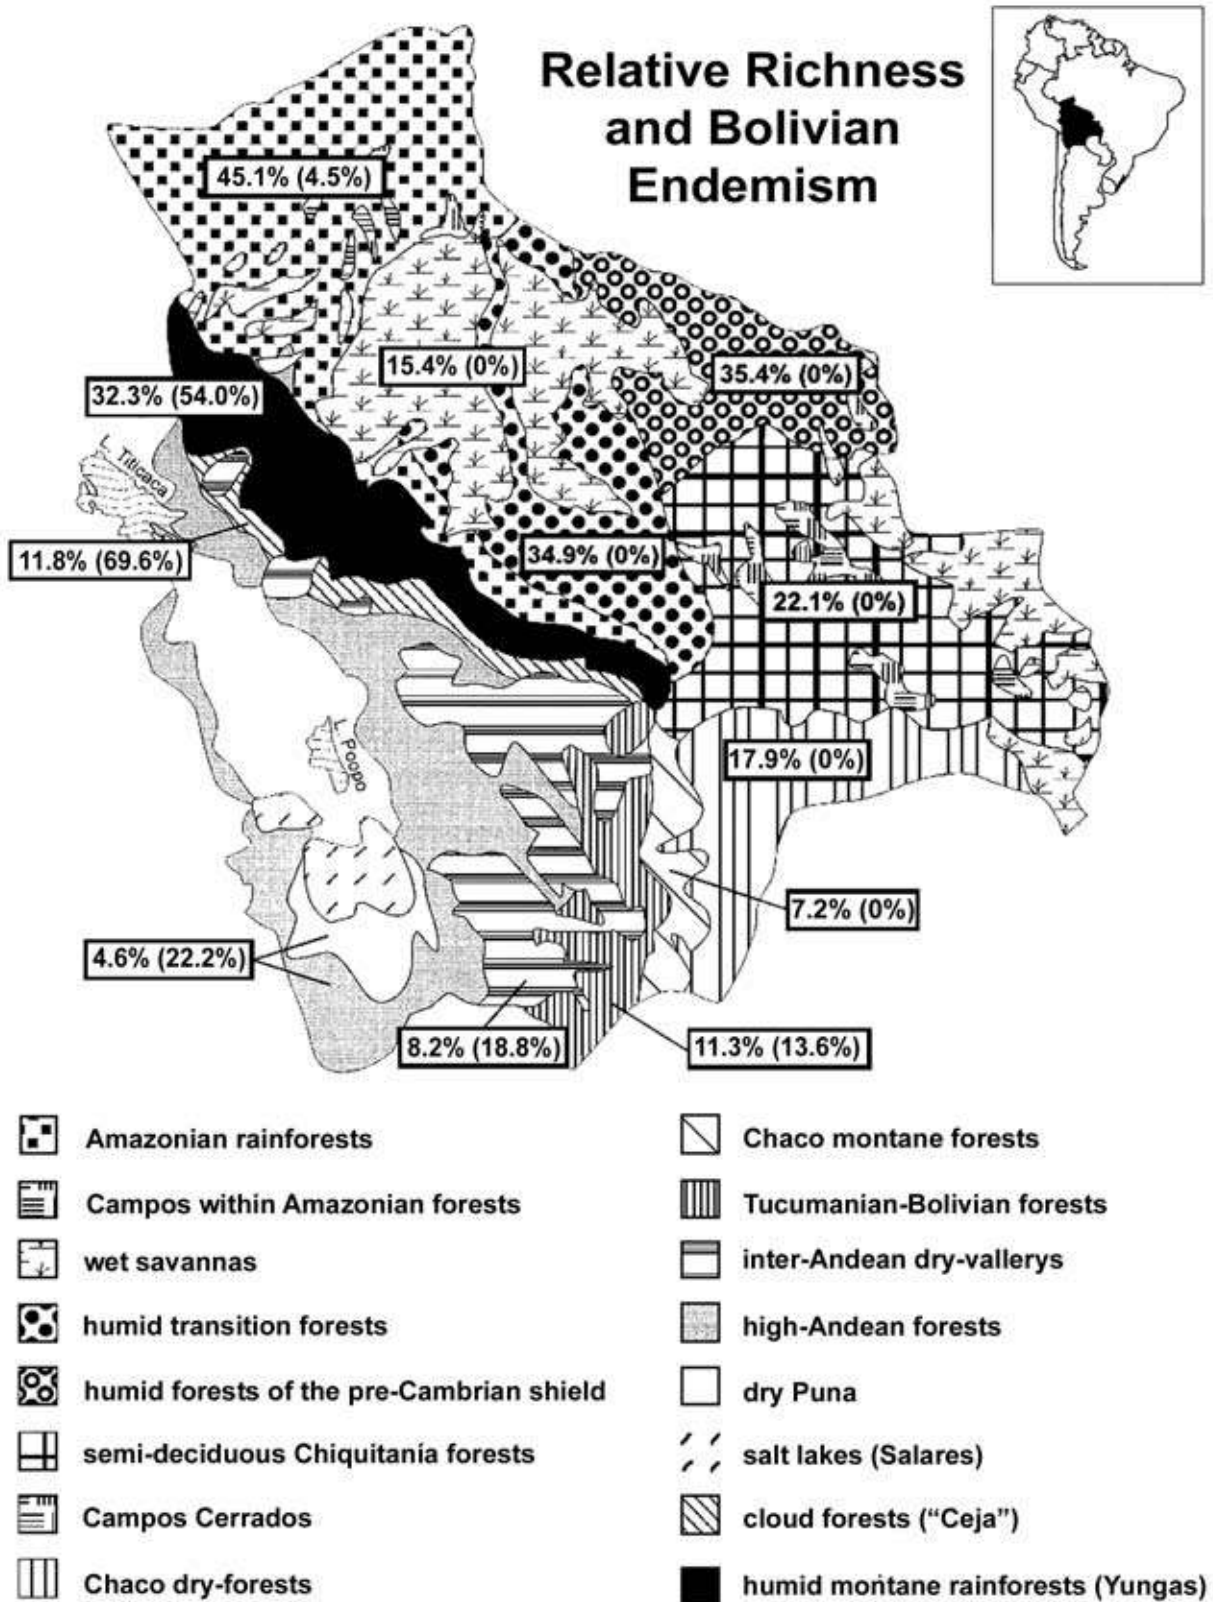 Relative Richness
and Bolivian
Endemism
45.1% (4.5%)
15.4% (0%)
35.4% (0%)
32.3% (54.0%)
L. Titicaca
11.8% (69.6%)
34.9% (0%)
22.1% (0%)
L. Poopo
17.9% (0%)
7.2% (0%)
4.6% (22.2%)
8.2% (18.8%)
11.3% (13.6%)
Amazonian rainforests
Campos within Amazonian forests
wet savannas
humid transition forests
humid forests of the pre-Cambrian shield
semi-deciduous Chiquitanía forests
Campos Cerrados
Chaco dry-forests
Chaco montane forests
Tucumanian-Bolivian forests
inter-Andean dry-vallerys
high-Andean forests
dry Puna
salt lakes (Salares)
cloud forests (“Ceja”)
humid montane rainforests (Yungas)